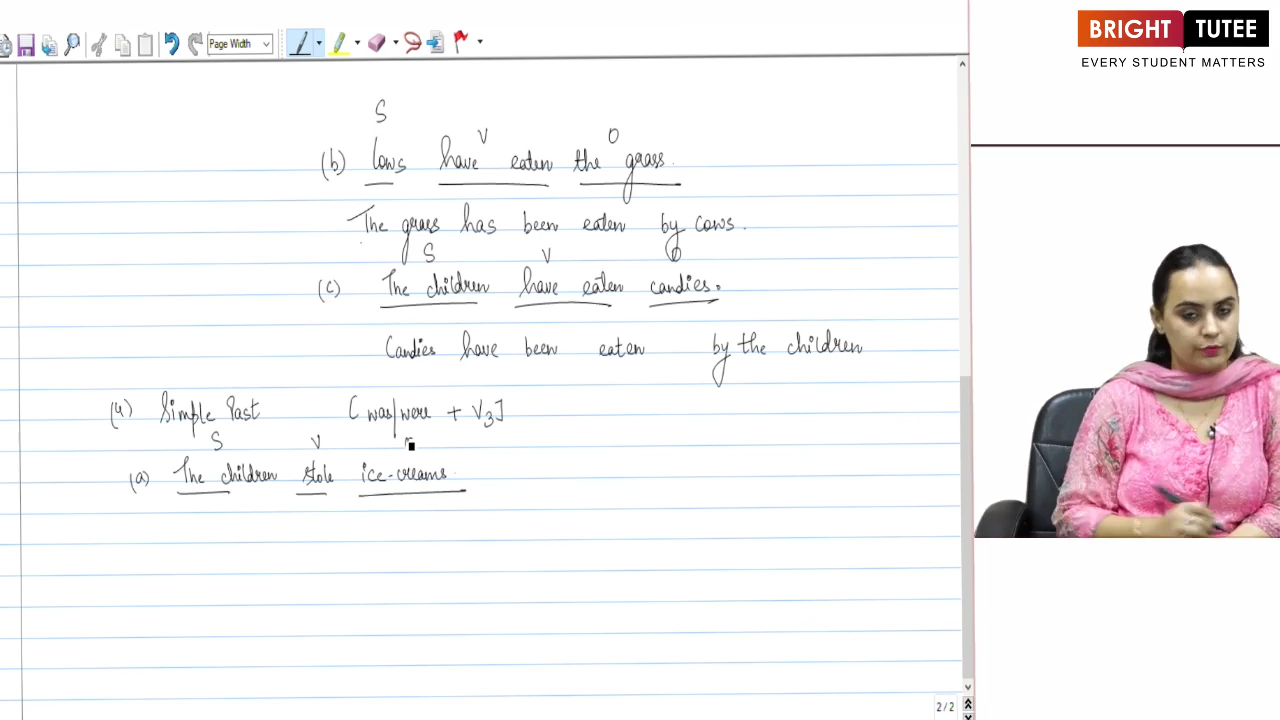 BRIGHT TUTEE
EVERY STUDENT MATTERS
Page Width
S V O
(b) Cows have eaten the grass.
The grass has been eaten by cows.
S V O
(c) The children have eaten candies.
Candies have been eaten by the children
(4) Simple Past [was/were + V3]
S V
(a) The children stole ice-creams.
2/2